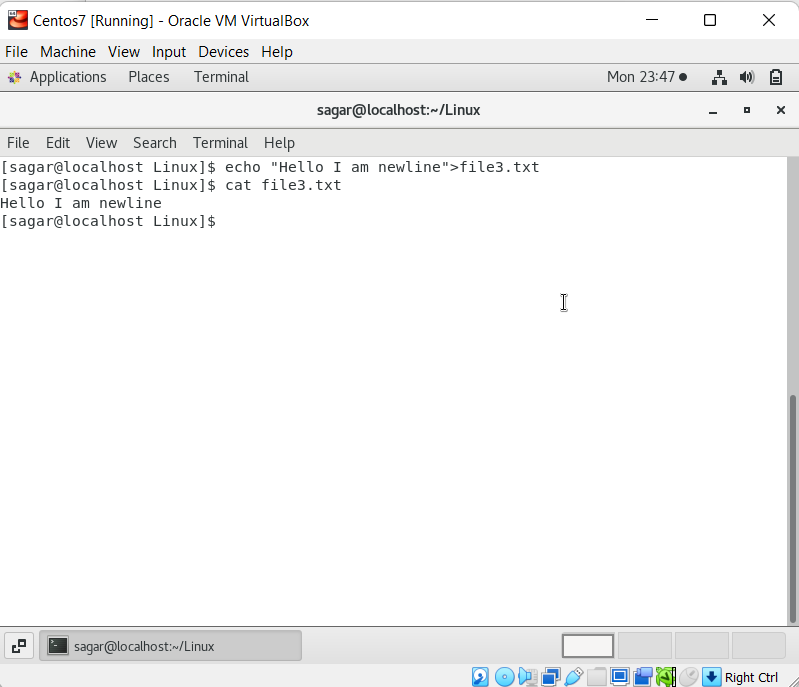 Centos7 [Running] - Oracle VM VirtualBox
File Machine View Input Devices Help
Applications Places Terminal Mon 23:47
sagar@localhost:~/Linux
File Edit View Search Terminal Help
[sagar@localhost Linux]$ echo "Hello I am newline">file3.txt
[sagar@localhost Linux]$ cat file3.txt
Hello I am newline
[sagar@localhost Linux]$
sagar@localhost:~/Linux
Right Ctrl